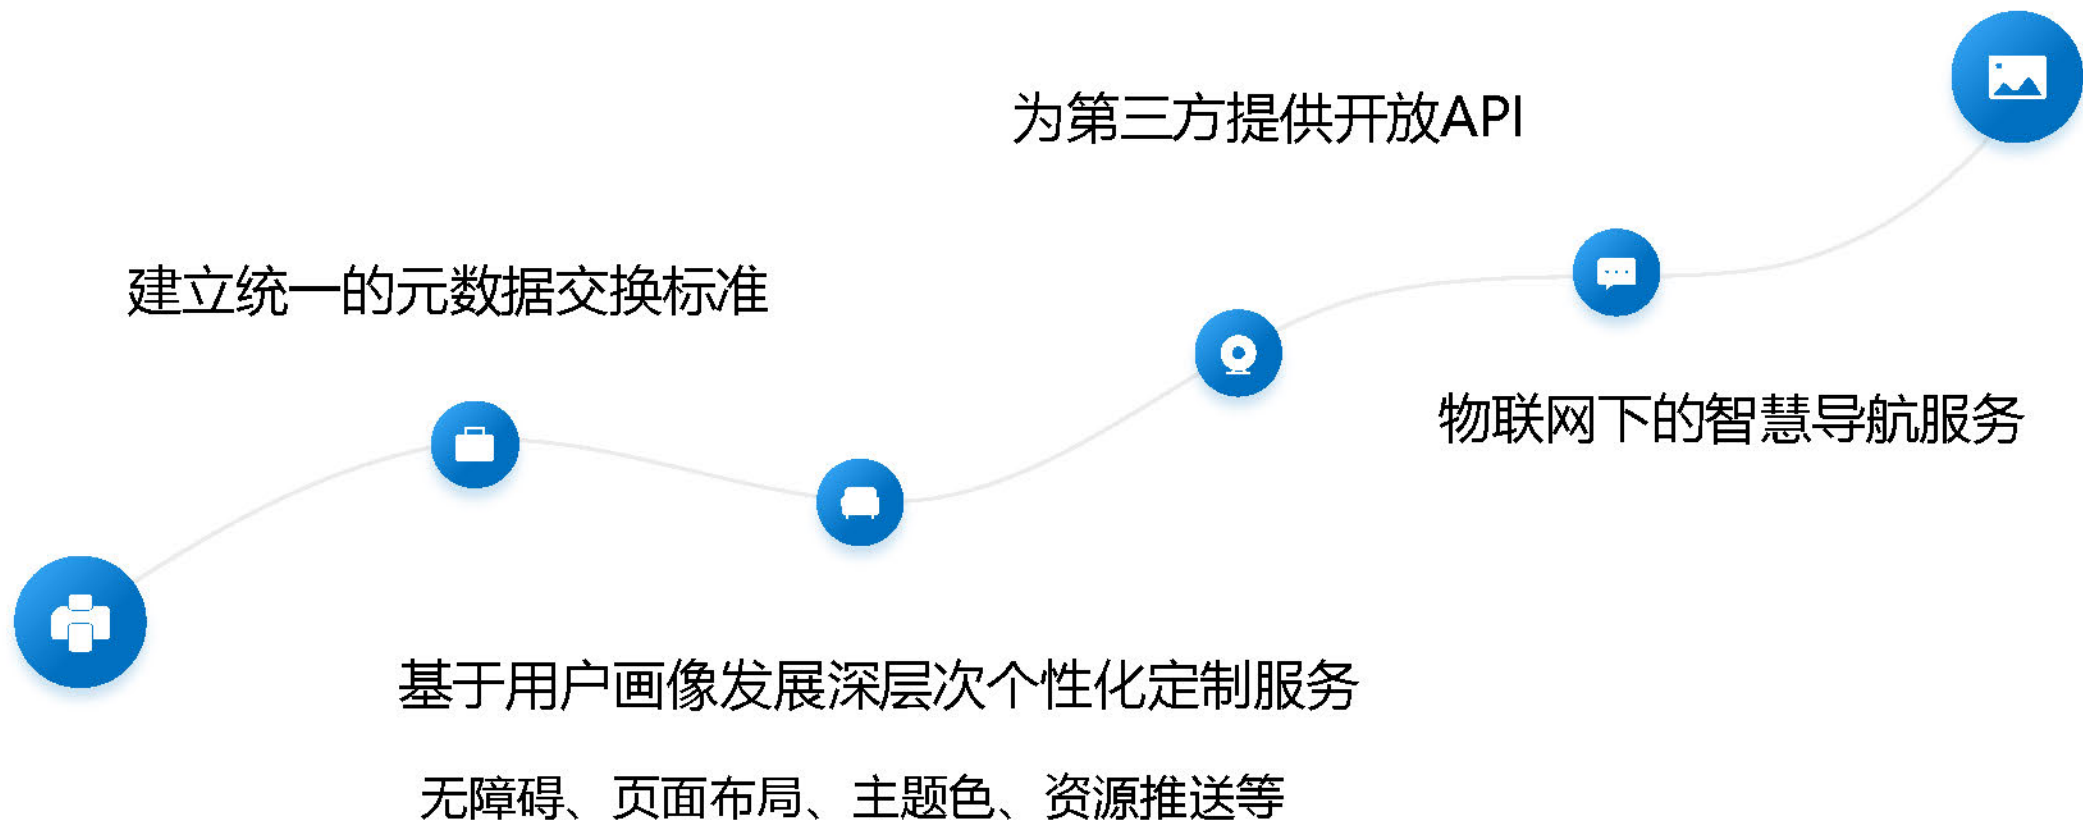 为第三方提供开放API
建立统一的元数据交换标准
物联网下的智慧导航服务
基于用户画像发展深层次个性化定制服务
无障碍、页面布局、主题色、资源推送等